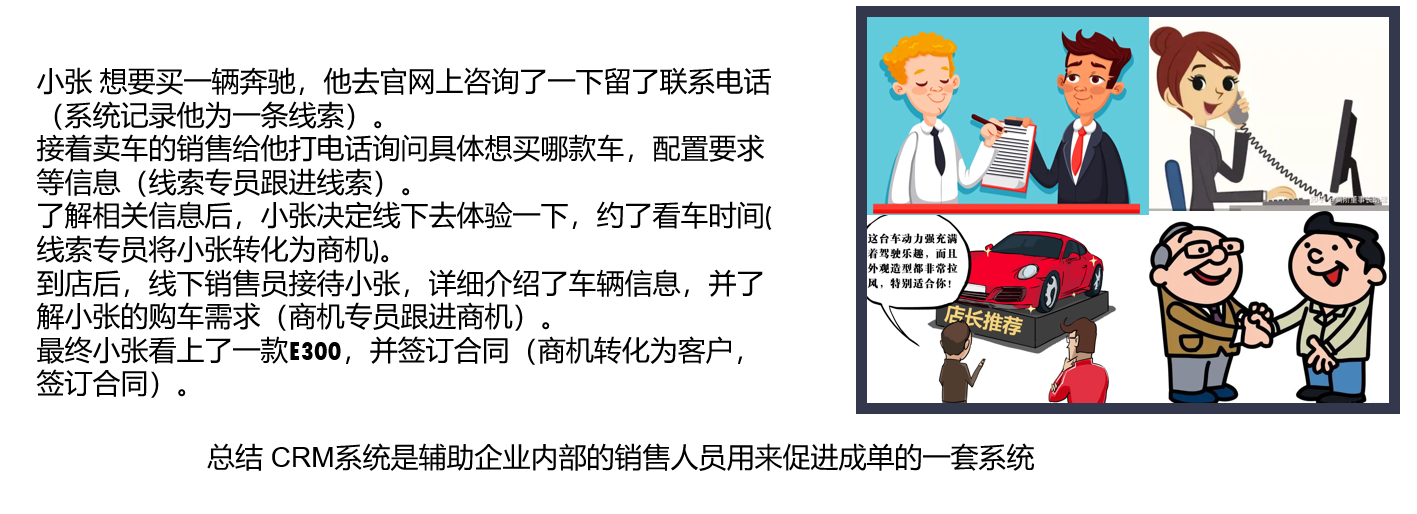 小张 想要买一辆奔驰，他去官网上咨询了一下留了联系电话
（系统记录他为一条线索）。
接着卖车的销售给他打电话询问具体想买哪款车，配置要求
等信息（线索专员跟进线索）。
了解相关信息后，小张决定线下去体验一下，约了看车时间(
线索专员将小张转化为商机)。
到店后，线下销售员接待小张，详细介绍了车辆信息，并了
解小张的购车需求（商机专员跟进商机）。
最终小张看上了一款E300，并签订合同（商机转化为客户，
签订合同）。
这台车动力强充满
着驾驶乐趣，而且
外观造型都非常拉
风，特别适合你！
店长推荐
总结 CRM系统是辅助企业内部的销售人员用来促进成单的一套系统